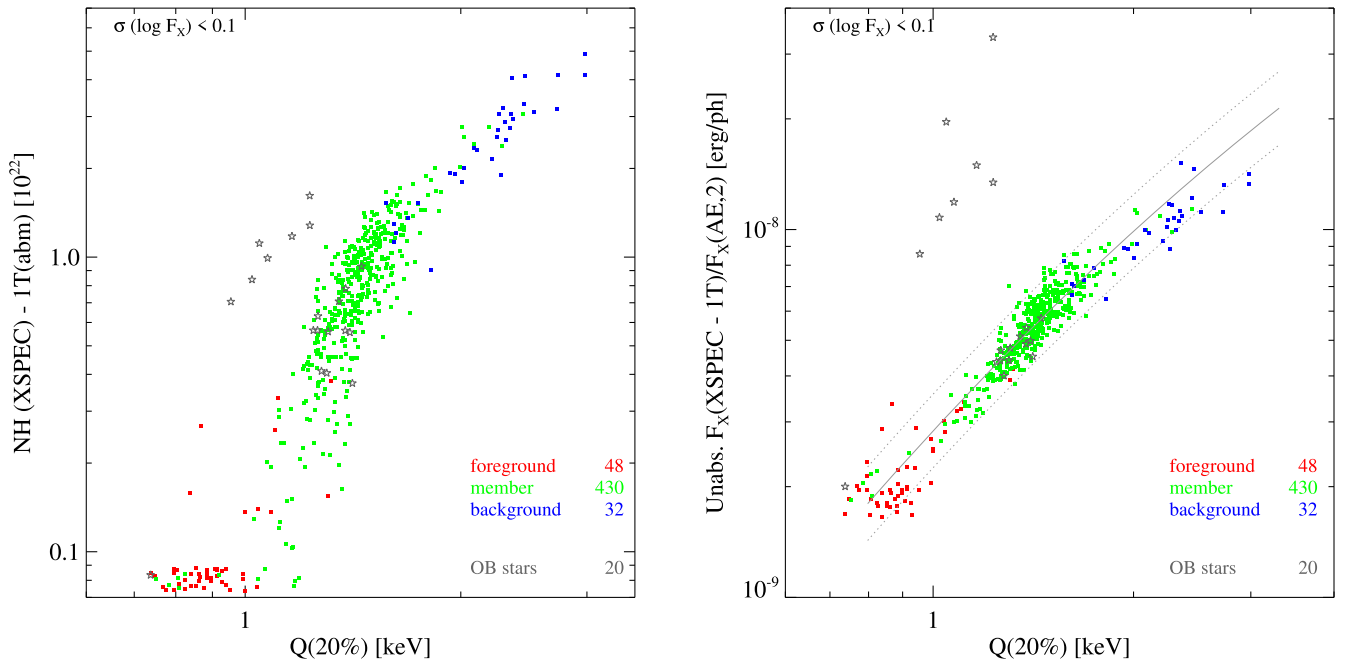 σ (log F_X) < 0.1
NH (XSPEC) - 1T(abm) [10^22]
1.0
0.1
foreground 48
member 430
background 32
OB stars 20
1
Q(20%) [keV]
σ (log F_X) < 0.1
Unabs. F_X(XSPEC - 1T)/F_X(AE,2) [erg/ph]
10^-8
10^-9
foreground 48
member 430
background 32
OB stars 20
1
Q(20%) [keV]